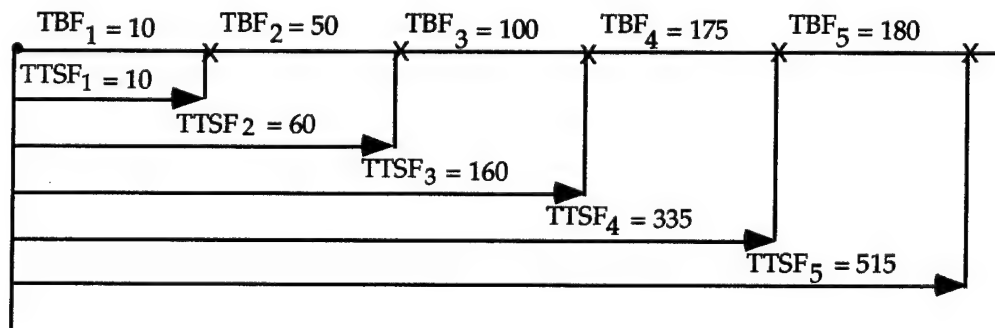 TBF1 = 10 TBF2 = 50 TBF3 = 100 TBF4 = 175 TBF5 = 180
TTSF1 = 10
TTSF2 = 60
TTSF3 = 160
TTSF4 = 335
TTSF5 = 515